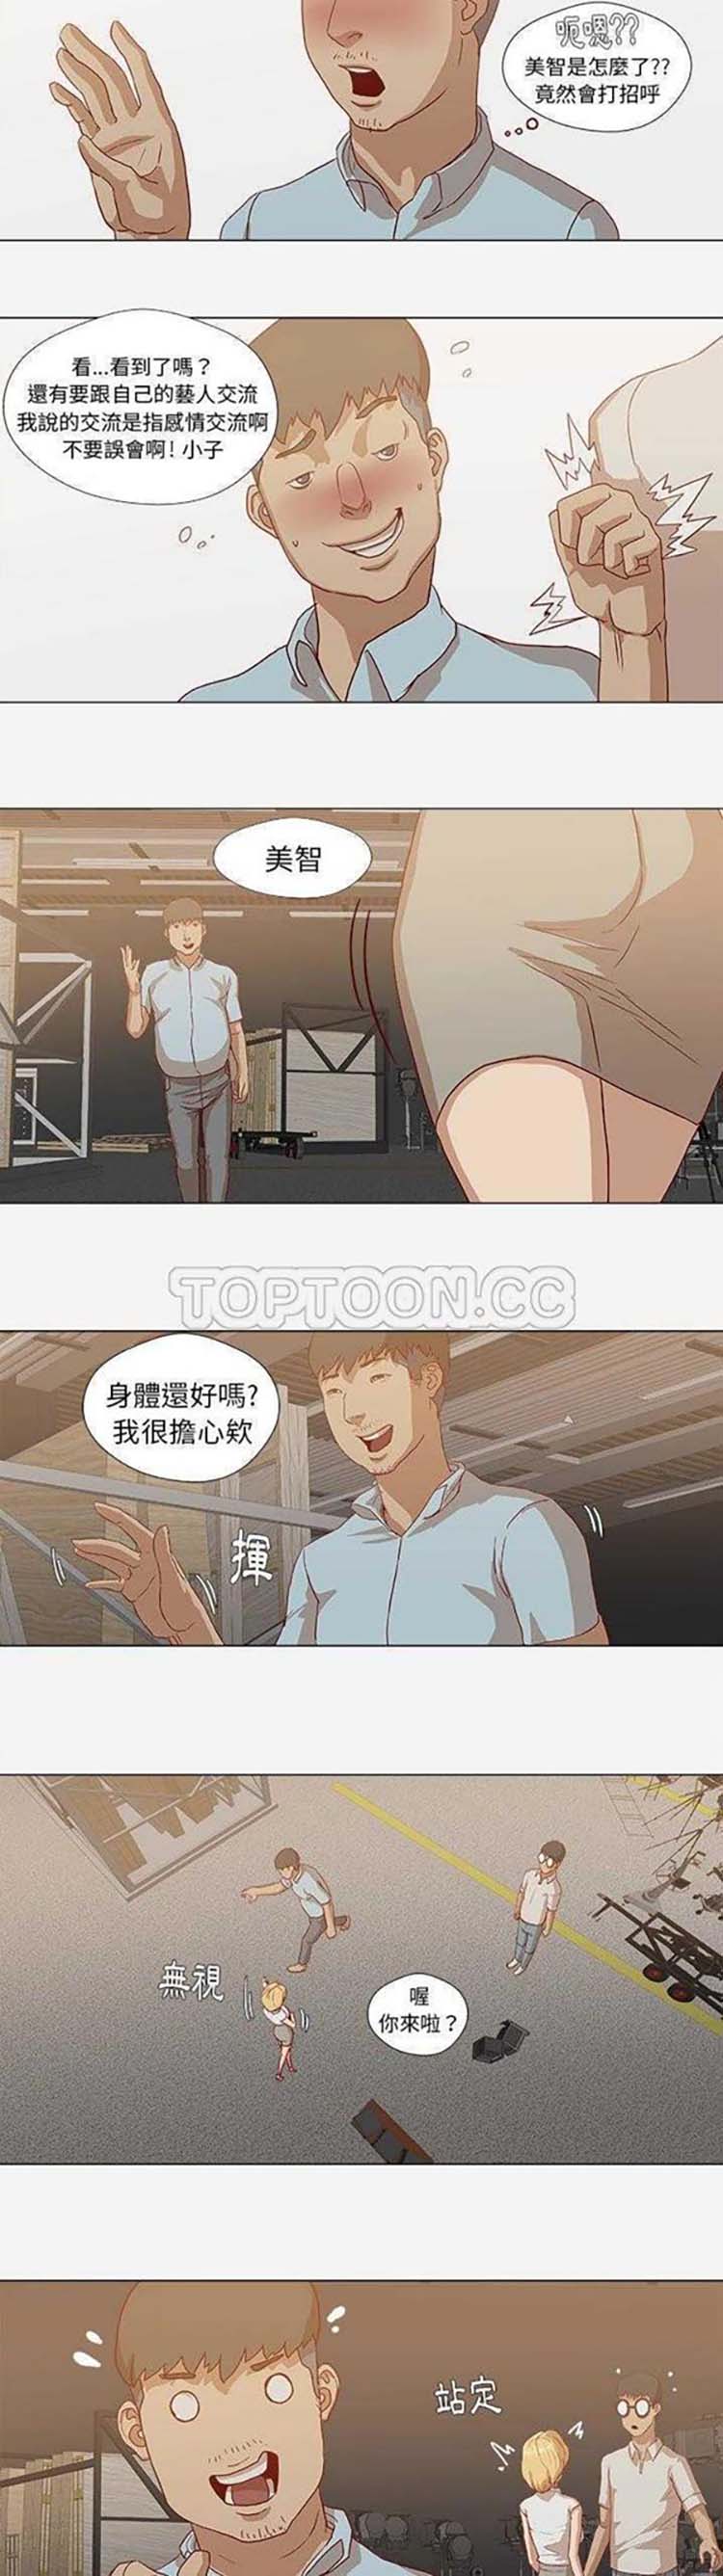 呃嗯??
美智是怎麼了??
竟然會打招呼
看...看到了嗎？
還有要跟自己的藝人交流
我說的交流是指感情交流啊
不要誤會啊！小子
美智
TOPTOON.CC
身體還好嗎?
我很擔心欸
揮
無視
喔
你來啦？
站定